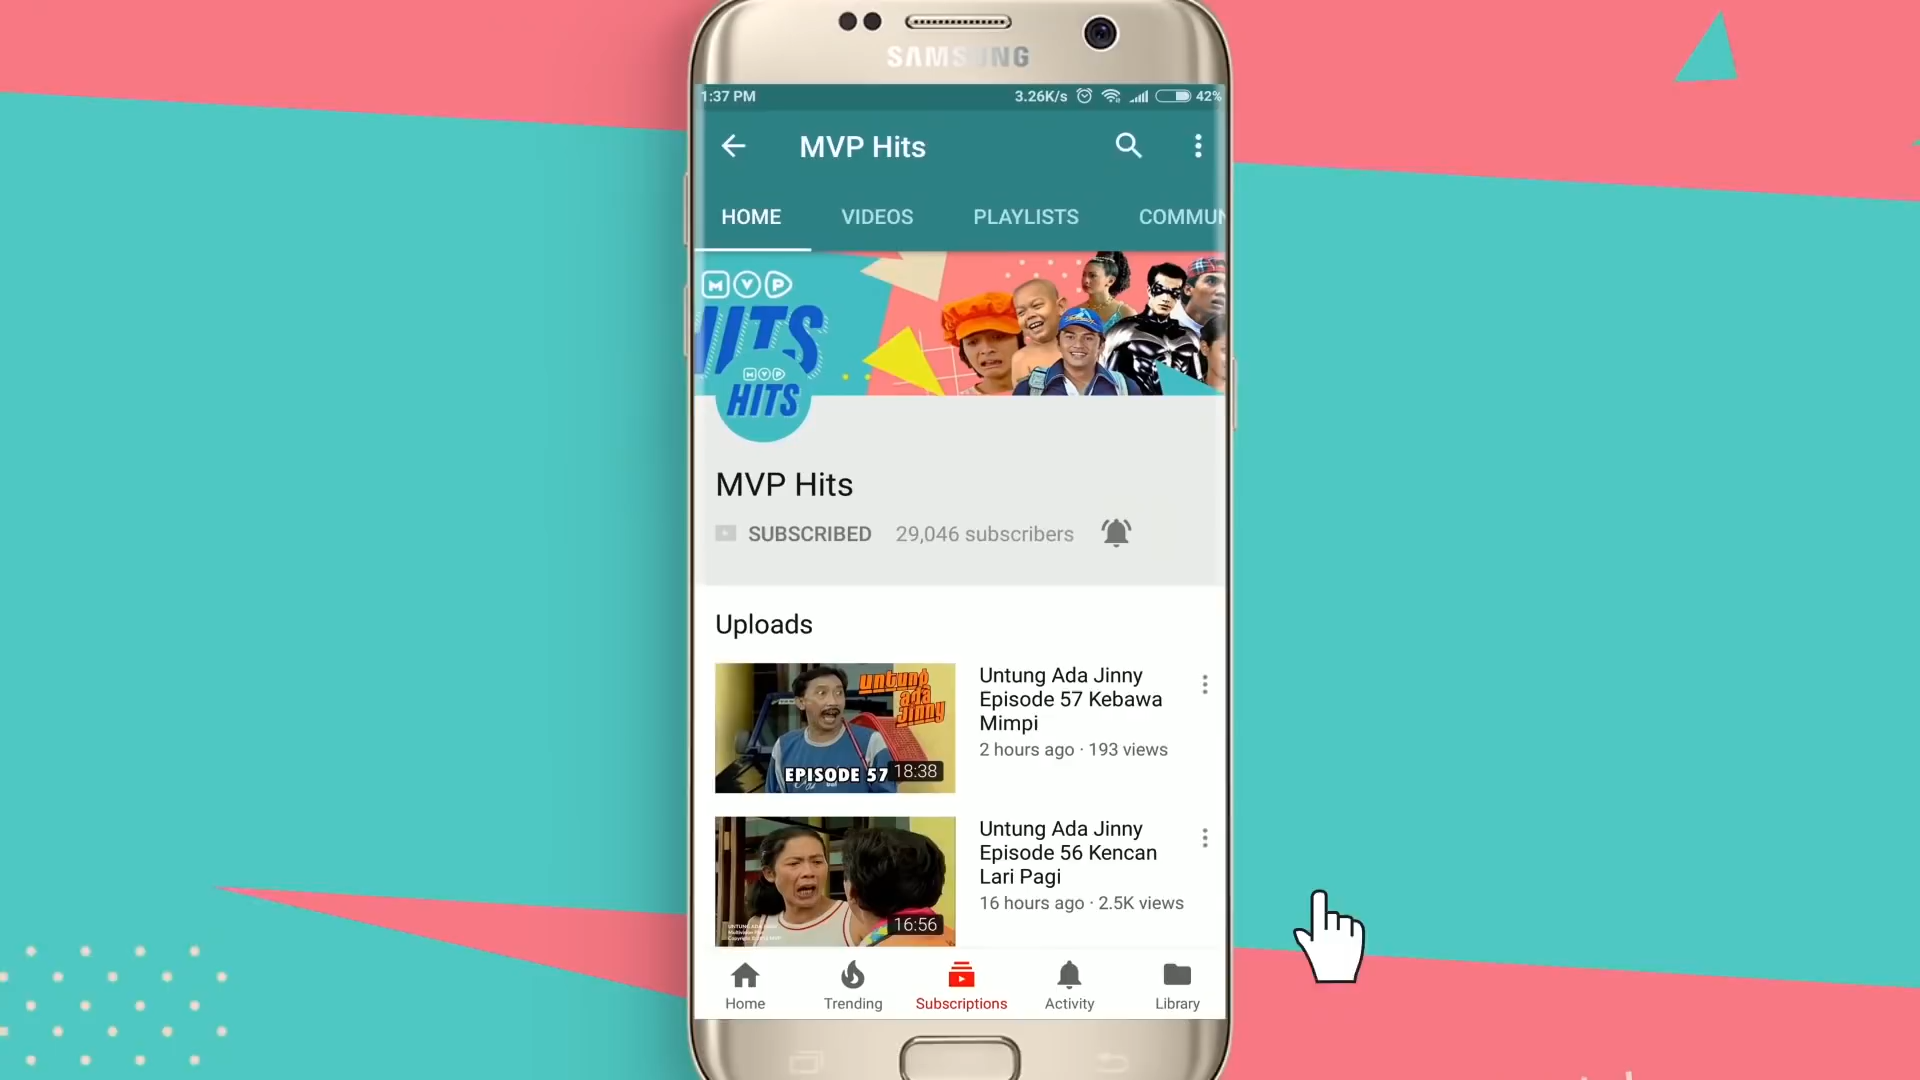 SAMSUNG
1:37 PM
3.26K/s
42%
MVP Hits
HOME
VIDEOS
PLAYLISTS
COMMUN
MVP
HITS
MVP
HITS
MVP Hits
SUBSCRIBED
29,046 subscribers
Uploads
untung
ada
Jinny
EPISODE 57
18:38
Untung Ada Jinny
Episode 57 Kebawa
Mimpi
2 hours ago · 193 views
16:56
Untung Ada Jinny
Episode 56 Kencan
Lari Pagi
16 hours ago · 2.5K views
Home
Trending
Subscriptions
Activity
Library